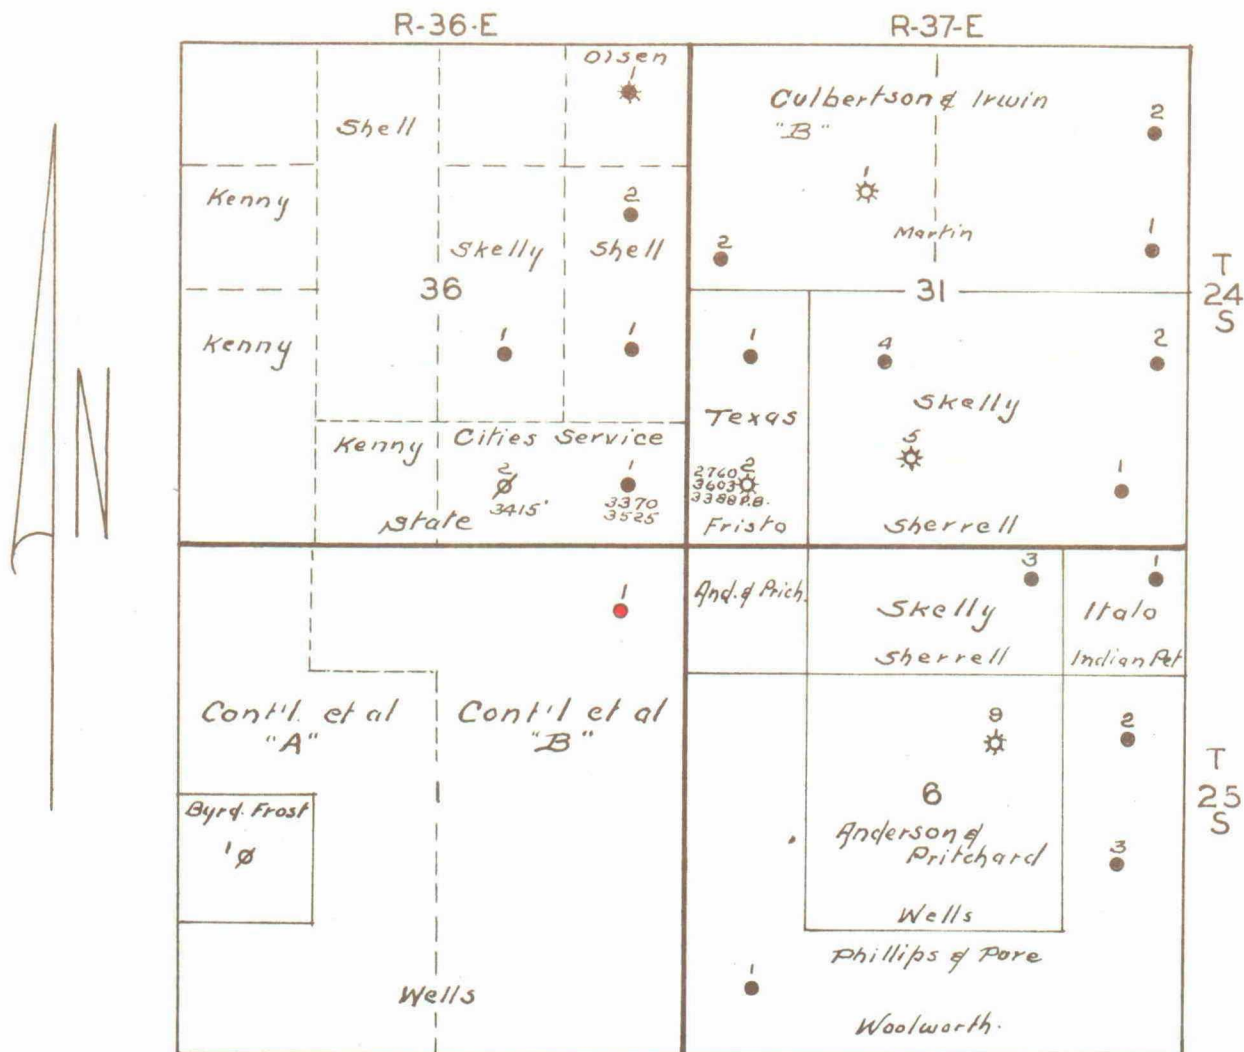 R-36-E
R-37-E
Olsen
1
Shell
Culbertson & Irwin
"B"
2
1
Kenny
2
Skelly
Shell
Martin
1
2
36
31
T
24
S
Kenny
1
1
1
4
2
Skelly
Texas
5
Kenny
Cities Service
2
3415'
1
3370
3525
2760 2
3603
3388 P.B.
1
State
Fristo
Sherrell
N
1
And. & Prich.
3
1
Skelly
Italo
Sherrell
Indian Pet
Cont'l. et al
"A"
Cont'l et al
"B"
9
2
1
6
T
25
S
Byrd. Frost
1
Anderson &
Pritchard
3
Wells
Phillips & Pore
1
Wells
Woolworth.